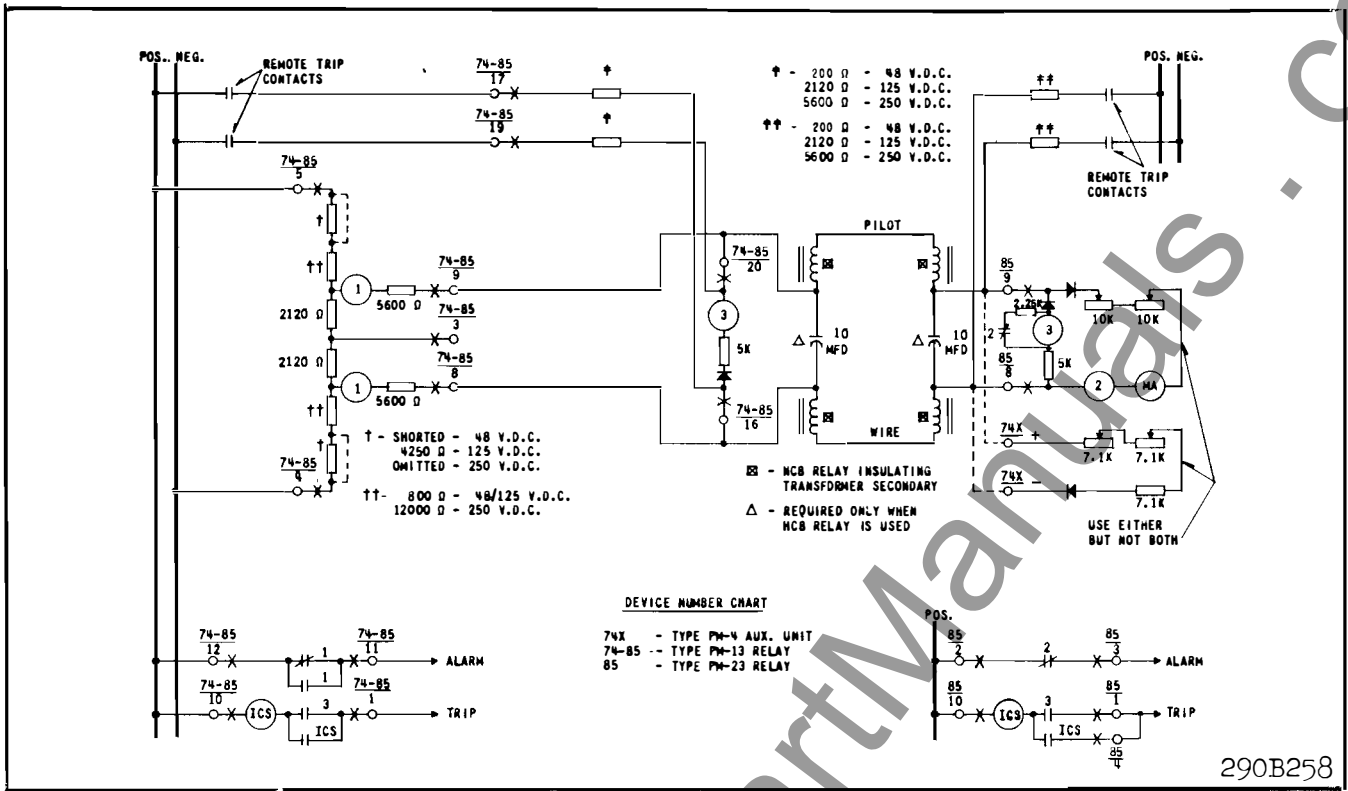 POS. NEG.
REMOTE TRIP
CONTACTS
74-85
17
*
74-85
19
*
* - 200 Ω - 48 V.D.C.
2120 Ω - 125 V.D.C.
5600 Ω - 250 V.D.C.
** - 200 Ω - 48 V.D.C.
2120 Ω - 125 V.D.C.
5600 Ω - 250 V.D.C.
**
**
POS. NEG.
REMOTE TRIP
CONTACTS
74-85
5
†
††
1
5600 Ω
74-85
9
2120 Ω
74-85
3
2120 Ω
1
5600 Ω
74-85
8
††
†
74-85
4
† - SHORTED - 48 V.D.C.
4250 Ω - 125 V.D.C.
OMITTED - 250 V.D.C.
†† - 800 Ω - 48/125 V.D.C.
12000 Ω - 250 V.D.C.
74-85
20
3
5K
74-85
16
PILOT
WIRE
Δ 10
MFD
Δ 10
MFD
⊠ - HCB RELAY INSULATING
TRANSFORMER SECONDARY
Δ - REQUIRED ONLY WHEN
HCB RELAY IS USED
85
9
2.26K
2
3
5K
10K
10K
85
8
2
MA
74X +
7.1K
7.1K
74X -
7.1K
USE EITHER
BUT NOT BOTH
DEVICE NUMBER CHART
74X - TYPE PM-4 AUX. UNIT
74-85 -- TYPE PM-13 RELAY
85 - TYPE PM-23 RELAY
74-85
12
1
1
74-85
11
ALARM
74-85
10
ICS
3
ICS
74-85
1
TRIP
POS.
85
2
2
85
3
ALARM
85
10
ICS
3
ICS
85
1
85
4
TRIP
290B258